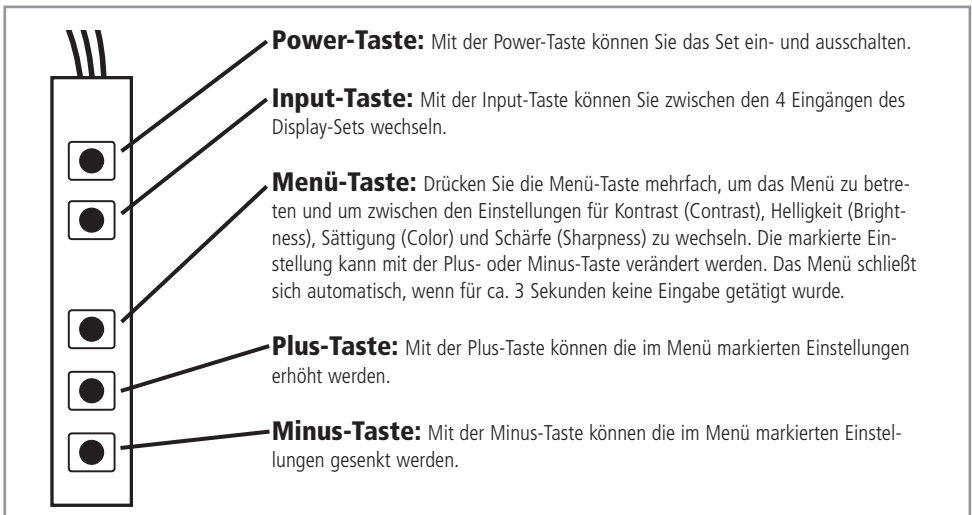 Power-Taste: Mit der Power-Taste können Sie das Set ein- und ausschalten.
Input-Taste: Mit der Input-Taste können Sie zwischen den 4 Eingängen des
Display-Sets wechseln.
Menü-Taste: Drücken Sie die Menü-Taste mehrfach, um das Menü zu betre-
ten und um zwischen den Einstellungen für Kontrast (Contrast), Helligkeit (Bright-
ness), Sättigung (Color) und Schärfe (Sharpness) zu wechseln. Die markierte Ein-
stellung kann mit der Plus- oder Minus-Taste verändert werden. Das Menü schließt
sich automatisch, wenn für ca. 3 Sekunden keine Eingabe getätigt wurde.
Plus-Taste: Mit der Plus-Taste können die im Menü markierten Einstellungen
erhöht werden.
Minus-Taste: Mit der Minus-Taste können die im Menü markierten Einstel-
lungen gesenkt werden.